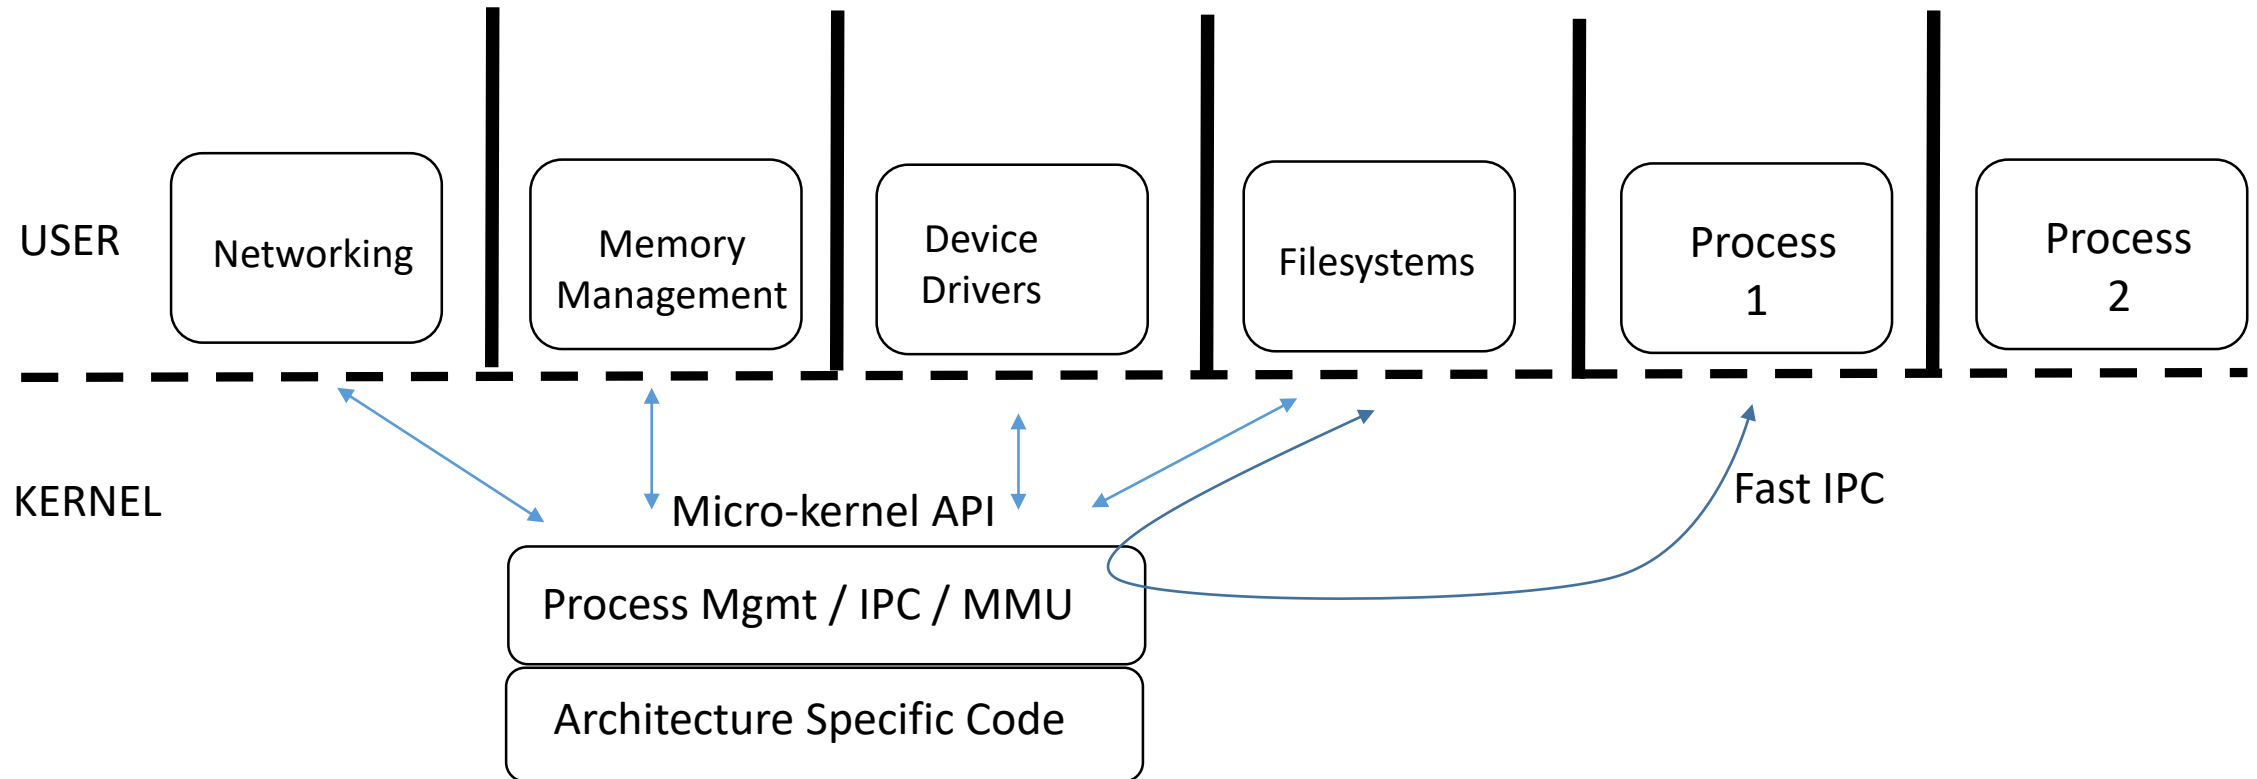 USER
Networking
Memory
Management
Device
Drivers
Filesystems
Process
1
Process
2
KERNEL
Micro-kernel API
Fast IPC
Process Mgmt / IPC / MMU
Architecture Specific Code